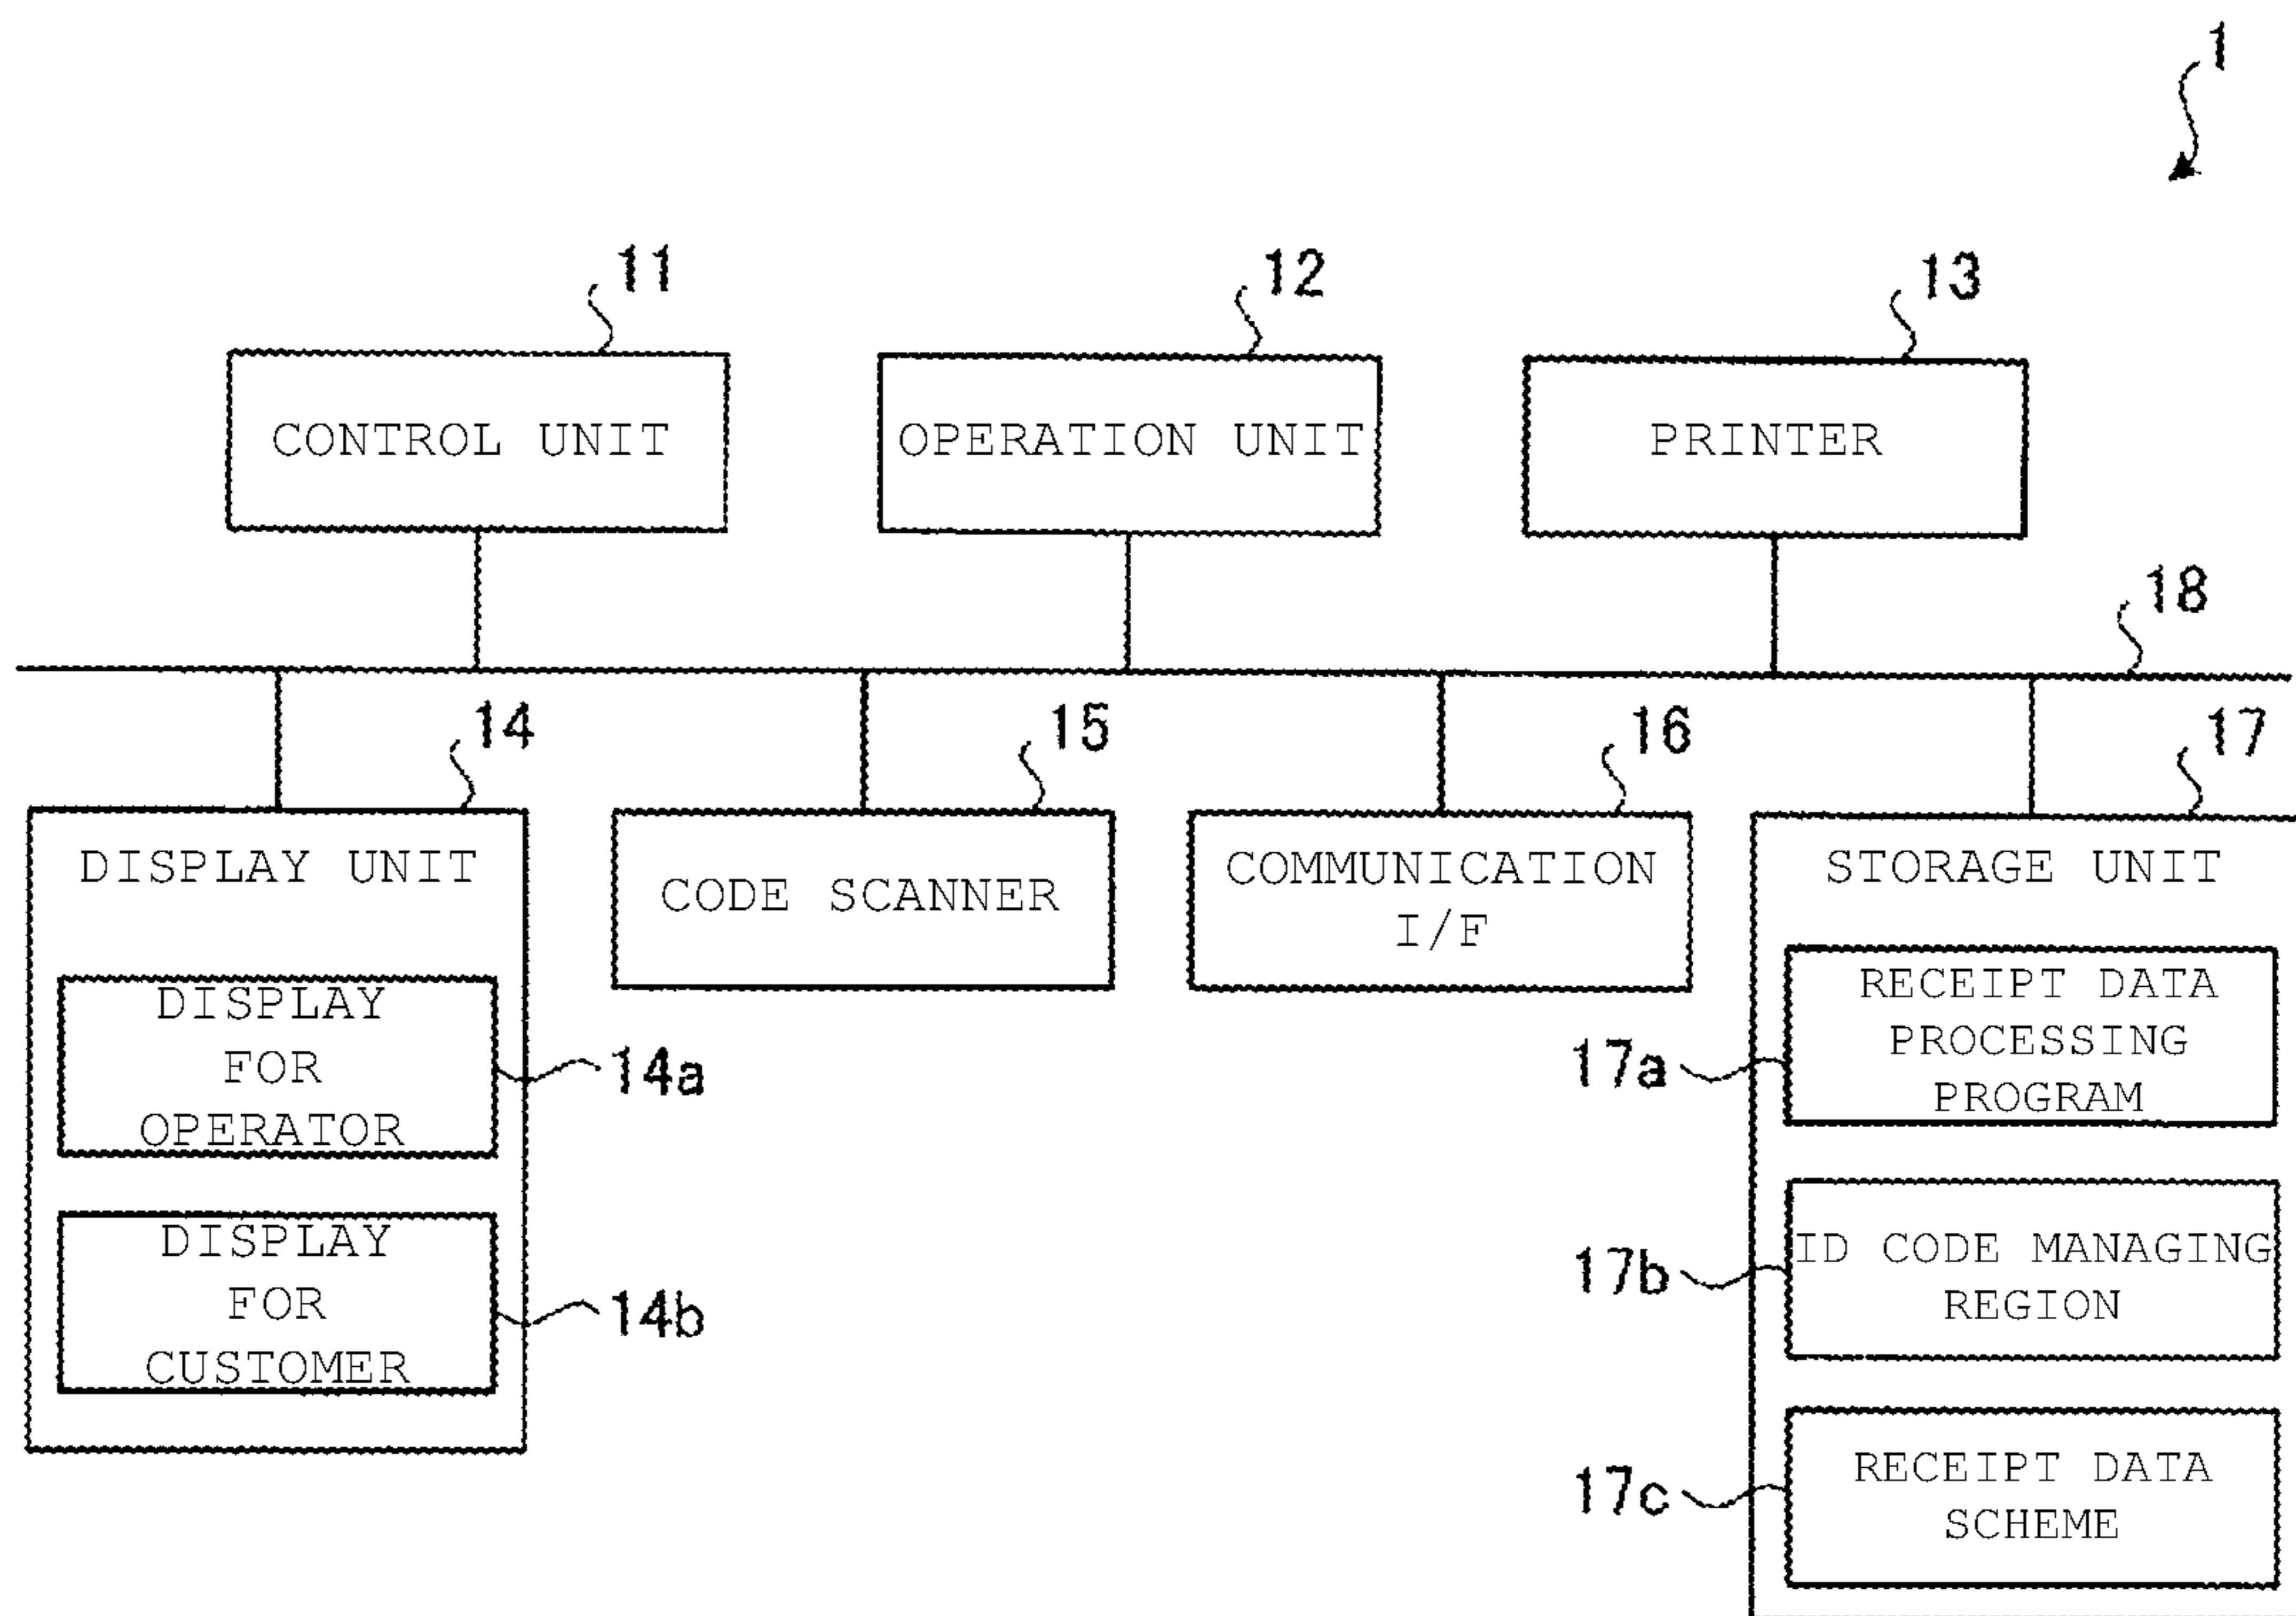 1
11
12
13
CONTROL UNIT
OPERATION UNIT
PRINTER
18
14
15
16
17
DISPLAY UNIT
CODE SCANNER
COMMUNICATION
I/F
STORAGE UNIT
DISPLAY
FOR
OPERATOR
14a
DISPLAY
FOR
CUSTOMER
14b
17a
RECEIPT DATA
PROCESSING
PROGRAM
17b
ID CODE MANAGING
REGION
17c
RECEIPT DATA
SCHEME